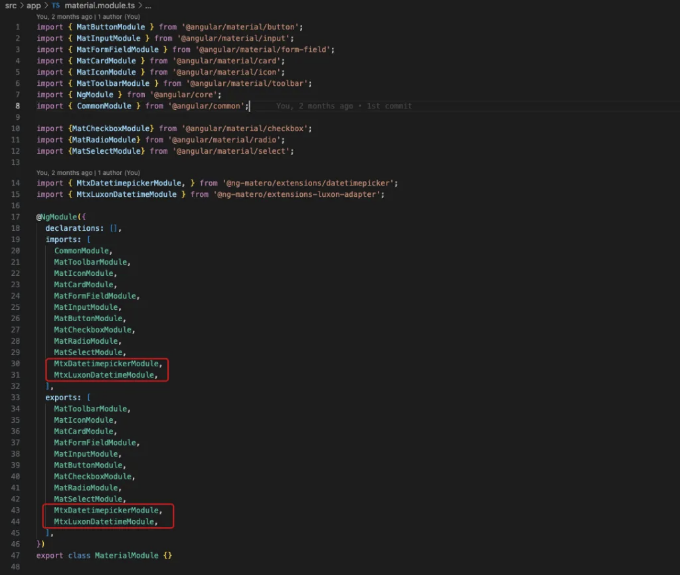 src > app > TS material.module.ts > ...
You, 2 months ago | 1 author (You)
1 import { MatButtonModule } from '@angular/material/button';
2 import { MatInputModule } from '@angular/material/input';
3 import { MatFormFieldModule } from '@angular/material/form-field';
4 import { MatCardModule } from '@angular/material/card';
5 import { MatIconModule } from '@angular/material/icon';
6 import { MatToolbarModule } from '@angular/material/toolbar';
7 import { NgModule } from '@angular/core';
8 import { CommonModule } from '@angular/common'; You, 2 months ago • 1st commit
9
10 import {MatCheckboxModule} from '@angular/material/checkbox';
11 import {MatRadioModule} from '@angular/material/radio';
12 import {MatSelectModule} from '@angular/material/select';
13
You, 2 months ago | 1 author (You)
14 import { MtxDatetimepickerModule, } from '@ng-matero/extensions/datetimepicker';
15 import { MtxLuxonDatetimeModule } from '@ng-matero/extensions-luxon-adapter';
16
17 @NgModule({
18 declarations: [],
19 imports: [
20 CommonModule,
21 MatToolbarModule,
22 MatIconModule,
23 MatCardModule,
24 MatFormFieldModule,
25 MatInputModule,
26 MatButtonModule,
27 MatCheckboxModule,
28 MatRadioModule,
29 MatSelectModule,
30 MtxDatetimepickerModule,
31 MtxLuxonDatetimeModule,
32 ],
33 exports: [
34 MatToolbarModule,
35 MatIconModule,
36 MatCardModule,
37 MatFormFieldModule,
38 MatInputModule,
39 MatButtonModule,
40 MatCheckboxModule,
41 MatRadioModule,
42 MatSelectModule,
43 MtxDatetimepickerModule,
44 MtxLuxonDatetimeModule,
45 ],
46 })
47 export class MaterialModule {}
48